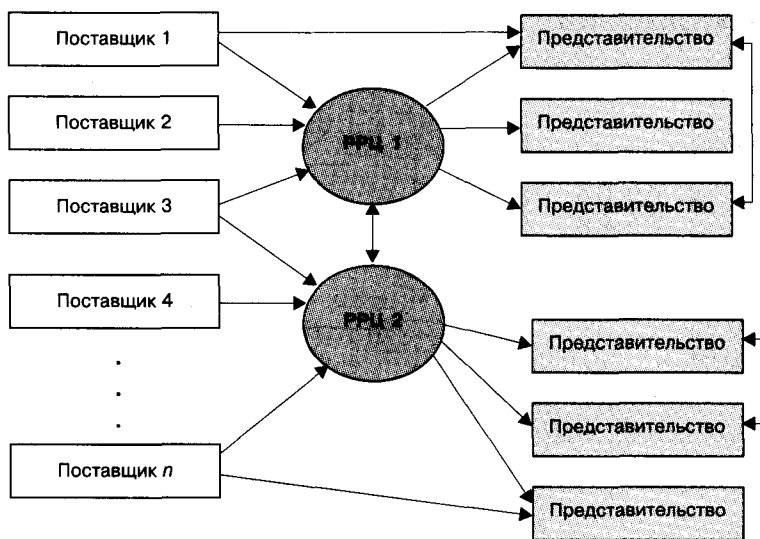 Поставщик 1
Поставщик 2
Поставщик 3
Поставщик 4
.
.
.
Поставщик n
РРЦ 1
РРЦ 2
Представительство
Представительство
Представительство
Представительство
Представительство
Представительство